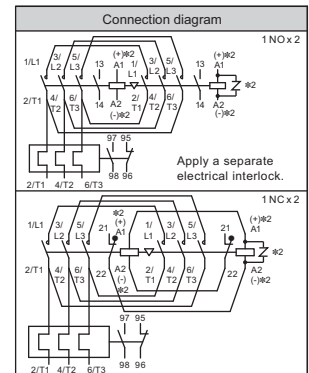 Connection diagram
1 NO x 2
1/L1 3/L2 5/L3 13 (+)※2 A1 1/L1 3/L2 5/L3 13 (+)※2 A1
※2
2/T1 4/T2 6/T3 14 A2 (-)※2 2/T1 4/T2 6/T3 14 A2 (-)※2
97 95
98 96
2/T1 4/T2 6/T3
Apply a separate
electrical interlock.
1 NC x 2
1/L1 3/L2 5/L3 21 ※2 (+) A1 1/L1 3/L2 5/L3 21 (+)※2 A1
※2
2/T1 4/T2 6/T3 22 A2 (-) ※2 2/T1 4/T2 6/T3 22 A2 (-)※2
97 95
98 96
2/T1 4/T2 6/T3